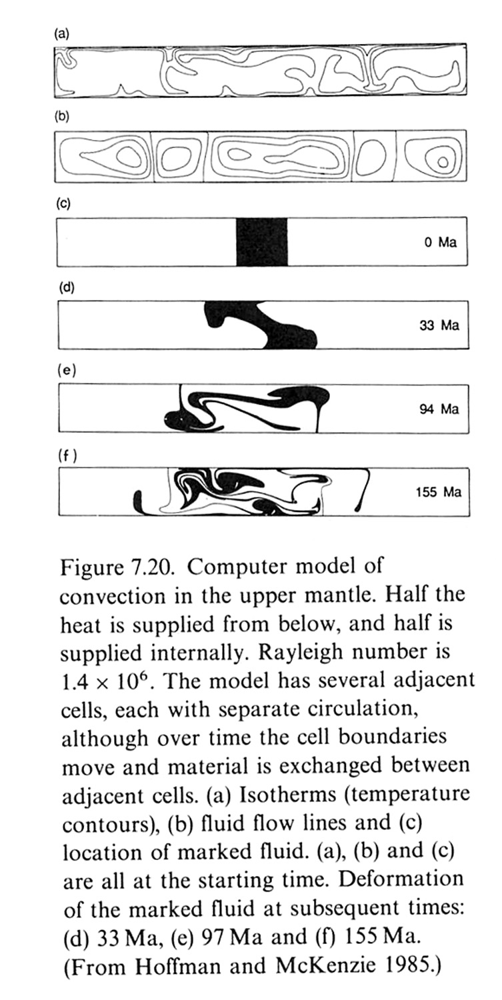 (a)
(b)
(c)
0 Ma
(d)
33 Ma
(e)
94 Ma
(f)
155 Ma
Figure 7.20. Computer model of
convection in the upper mantle. Half the
heat is supplied from below, and half is
supplied internally. Rayleigh number is
1.4 × 10⁶. The model has several adjacent
cells, each with separate circulation,
although over time the cell boundaries
move and material is exchanged between
adjacent cells. (a) Isotherms (temperature
contours), (b) fluid flow lines and (c)
location of marked fluid. (a), (b) and (c)
are all at the starting time. Deformation
of the marked fluid at subsequent times:
(d) 33 Ma, (e) 97 Ma and (f) 155 Ma.
(From Hoffman and McKenzie 1985.)